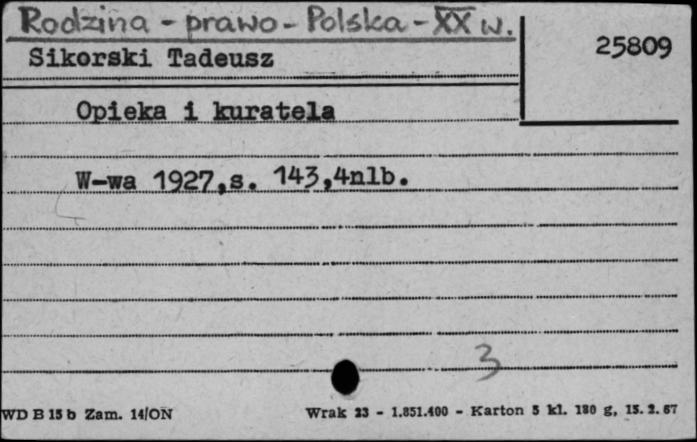 Rodzina - prawo - Polska - XX w.
25809
Sikorski Tadeusz
Opieka i kuratela
W-wa 1927,s. 143,4nlb.
3
WD B 15 b Zam. 14/ON Wrak 23 - 1.851.400 - Karton 5 kl. 180 g, 15.2.67